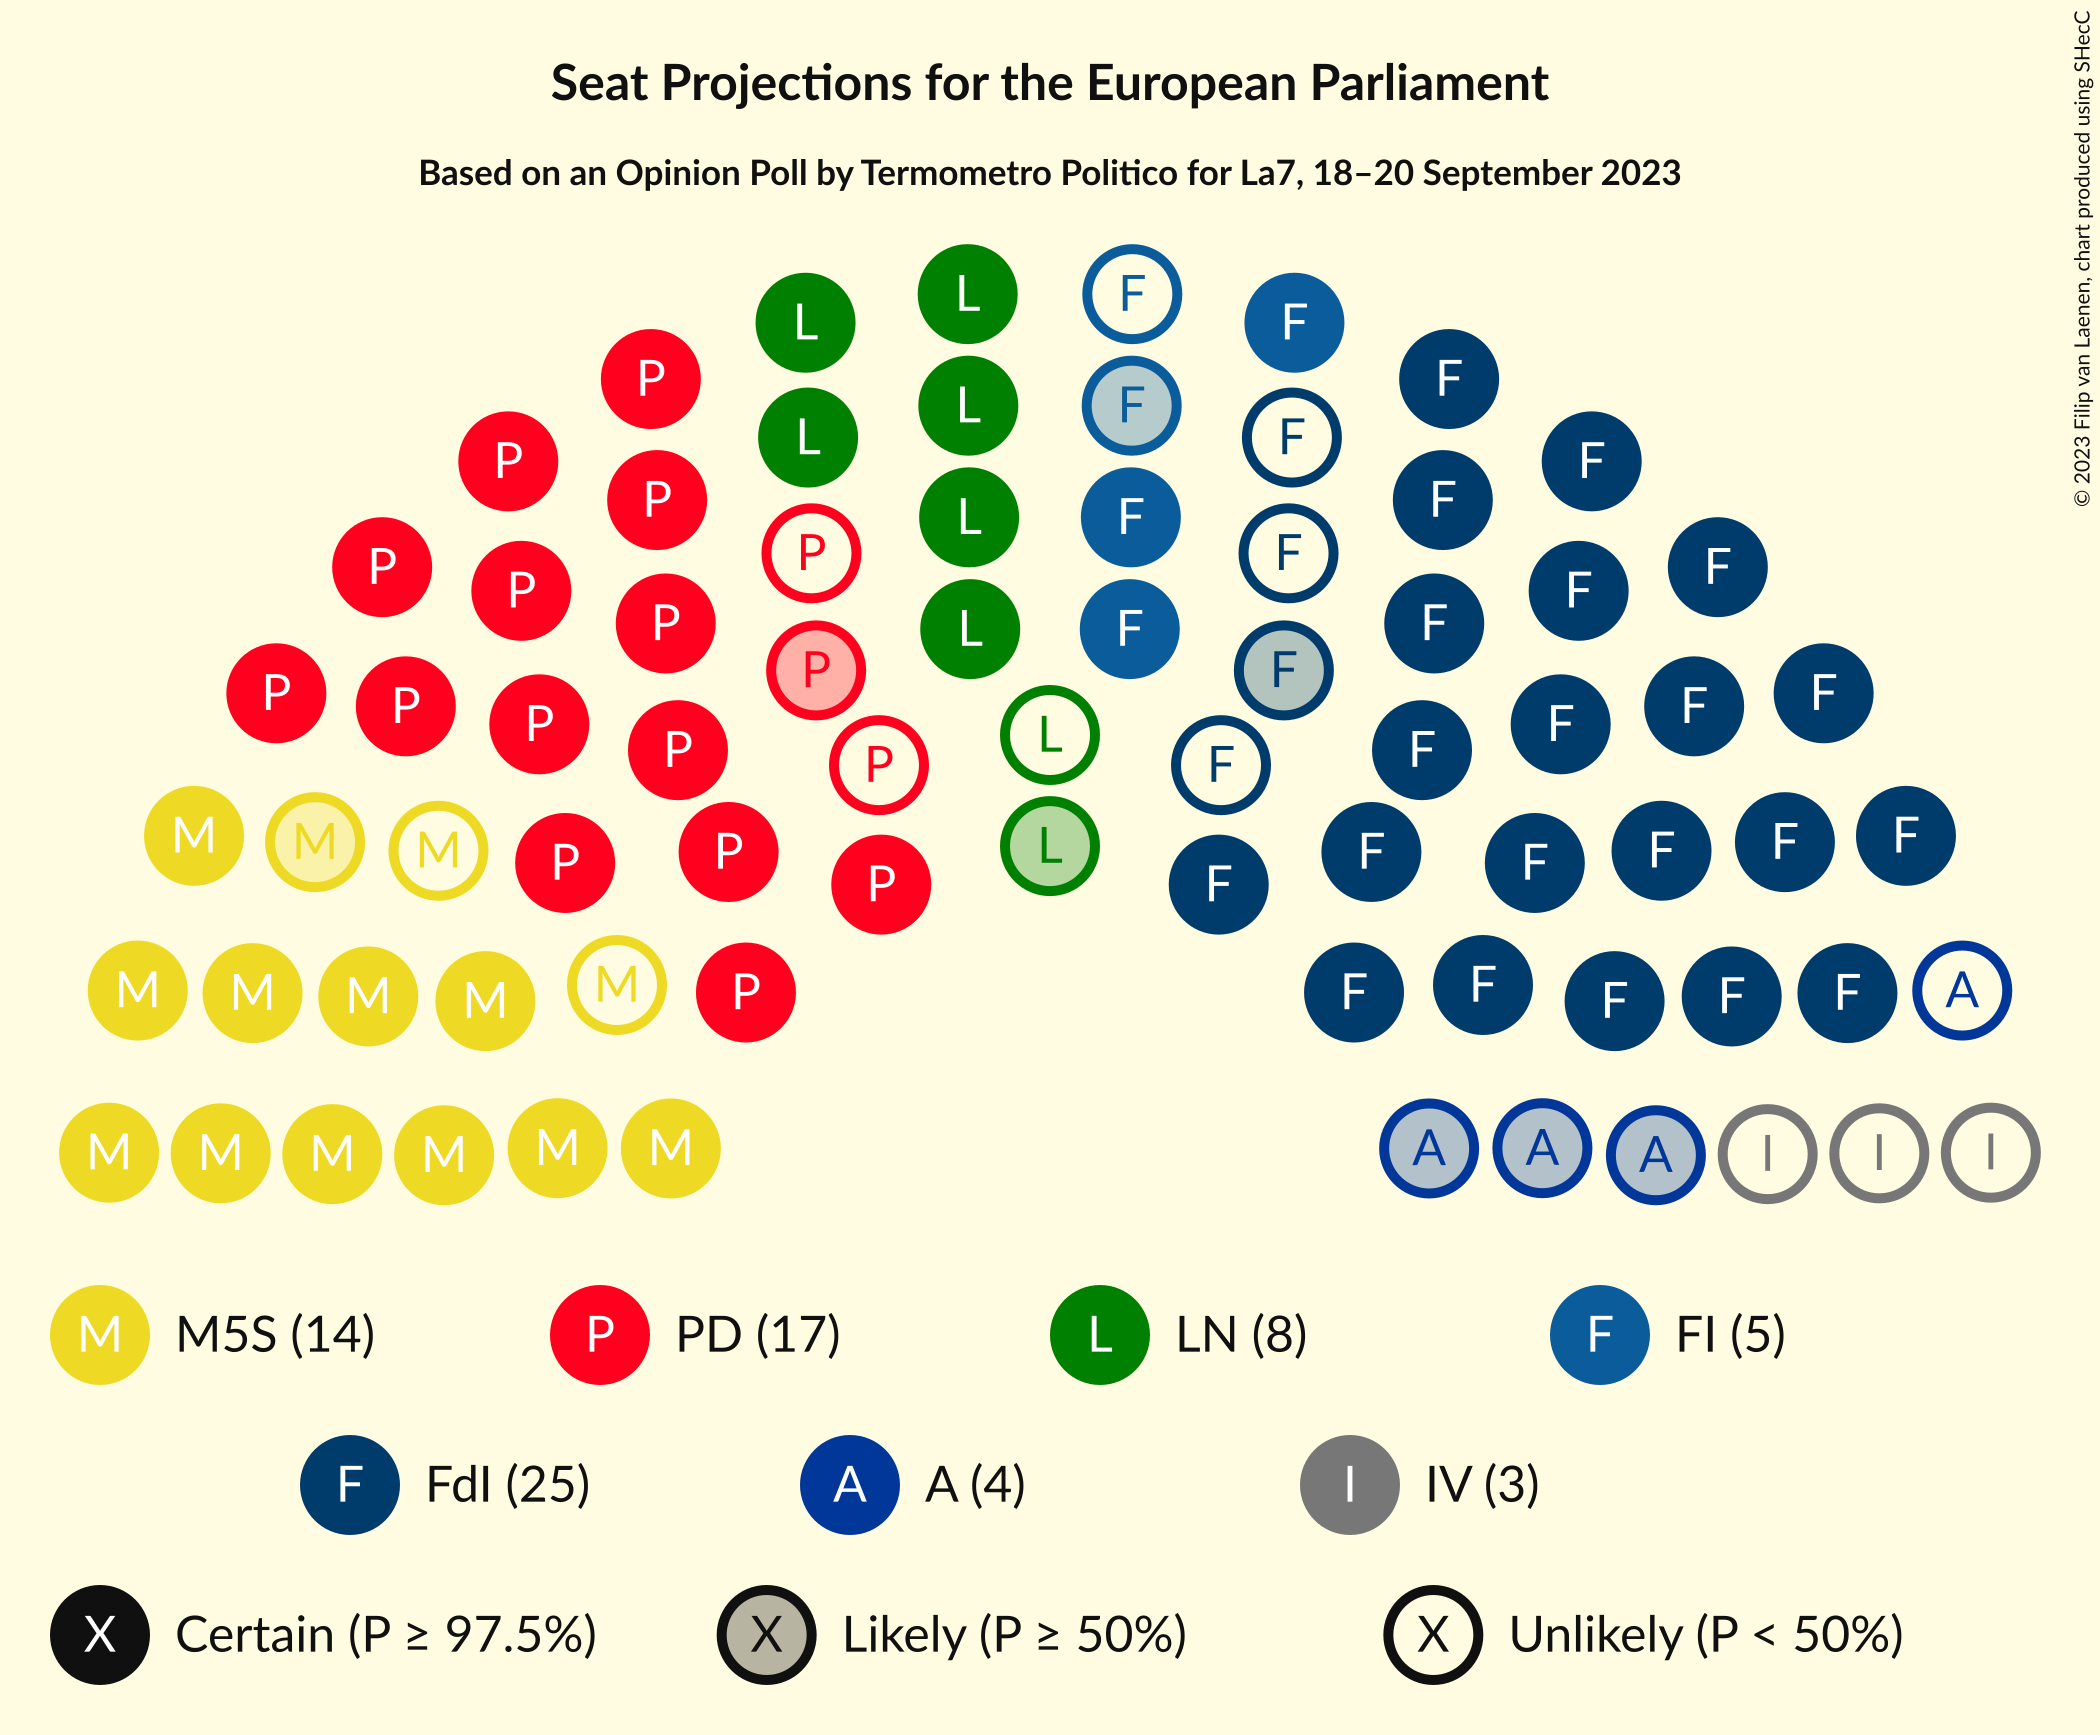 Seat Projections for the European Parliament
Based on an Opinion Poll by Termometro Politico for La7, 18–20 September 2023
© 2023 Filip van Laenen, chart produced using SHecC
L L F F
P L L F F F
P P P L F F F F
P P P P L F F F F F
P P P P P L F F F F F F
M M M P P P L F F F F F F
M M M M M P F F F F F A
M M M M M M A A A I I I
M M5S (14) P PD (17) L LN (8) F FI (5)
F FdI (25) A A (4) I IV (3)
X Certain (P ≥ 97.5%) X Likely (P ≥ 50%) X Unlikely (P < 50%)